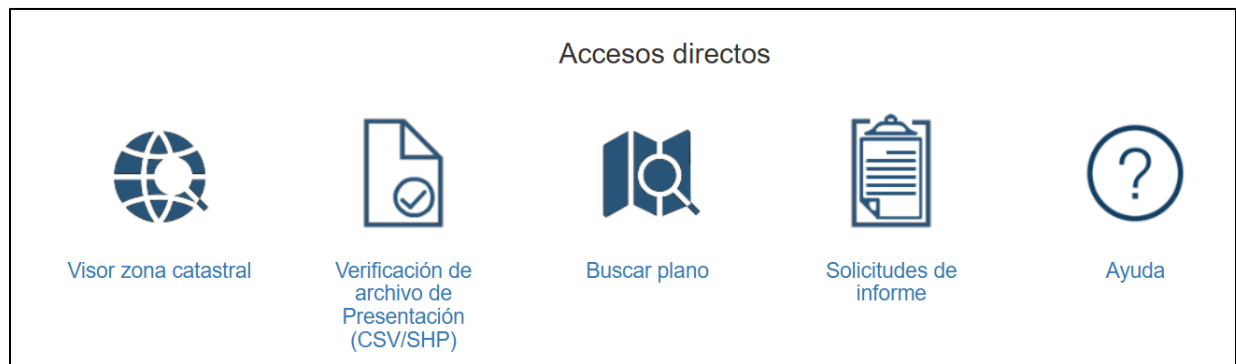 Accesos directos
Visor zona catastral
Verificación de
archivo de
Presentación
(CSV/SHP)
Buscar plano
Solicitudes de
informe
?
Ayuda